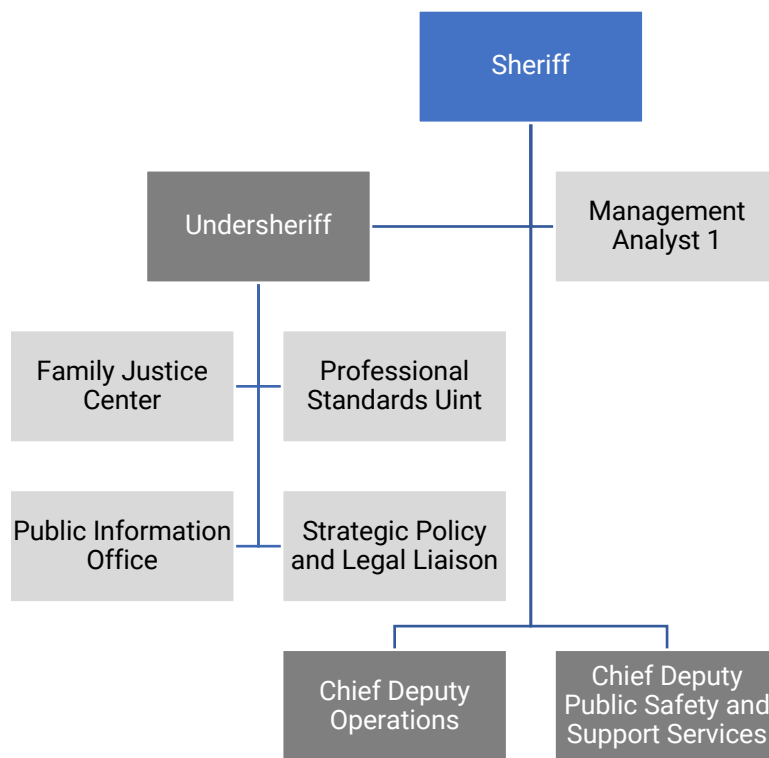 Sheriff
Undersheriff
Management
Analyst 1
Family Justice
Center
Professional
Standards Uint
Public Information
Office
Strategic Policy
and Legal Liaison
Chief Deputy
Operations
Chief Deputy
Public Safety and
Support Services